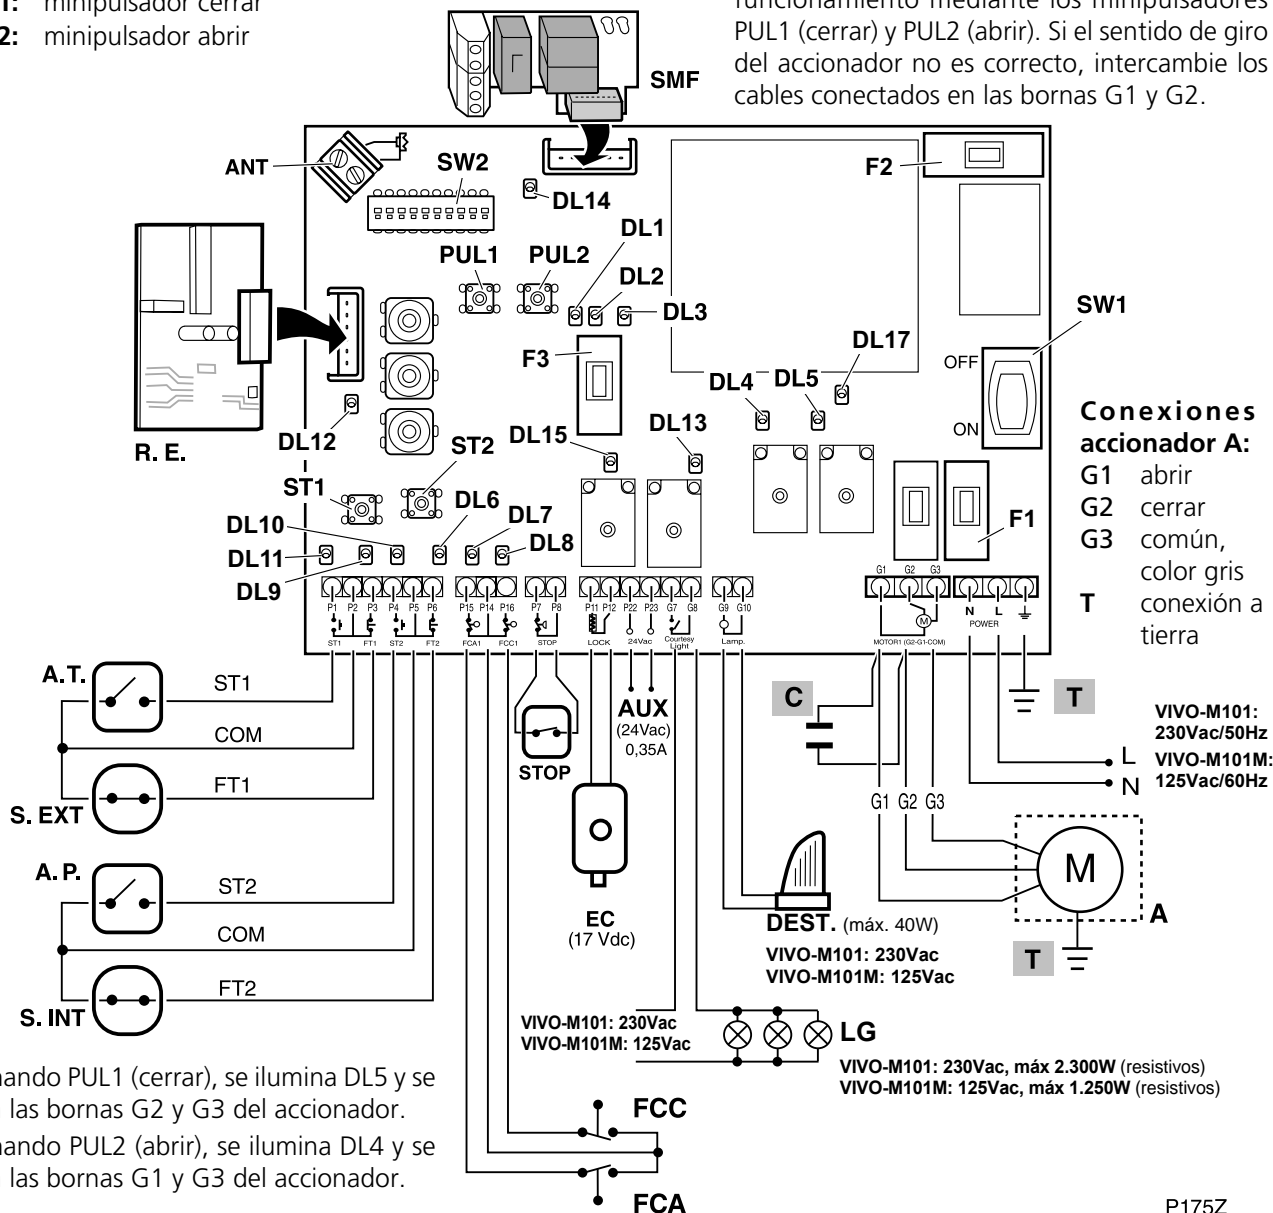 1: minipulsador cerrar
2: minipulsador abrir
funcionamiento mediante los minipulsadores
PUL1 (cerrar) y PUL2 (abrir). Si el sentido de giro
del accionador no es correcto, intercambie los
cables conectados en las bornas G1 y G2.
SMF
ANT
SW2
F2
DL14
DL1
PUL1 PUL2
DL2
DL3
SW1
F3
DL17
OFF
DL4 DL5
ON
DL12
DL15
DL13
R. E.
ST2
ST1
DL6
DL10
DL7
F1
DL11
DL8
DL9
Conexiones
accionador A:
G1 abrir
G2 cerrar
G3 común,
color gris
T conexión a
tierra
G1 G2 G3
P1 P2 P3 P4 P5 P6 P15 P14 P16 P7 P8 P11 P12 P22 P23 G7 G8 G9 G10
N L
POWER
M
ST1 FT1 ST2 FT2 FCA1 FCC1 STOP LOCK 24Vac Courtesy
Light
Lamp.
MOTOR1 (G2-G1-COM)
A.T.
ST1
COM
FT1
S. EXT
A. P.
ST2
COM
FT2
S. INT
STOP
AUX
(24Vac)
0,35A
C
T
VIVO-M101:
230Vac/50Hz
L
VIVO-M101M:
125Vac/60Hz
N
G1 G2 G3
M
A
T
EC
(17 Vdc)
DEST. (máx. 40W)
VIVO-M101: 230Vac
VIVO-M101M: 125Vac
VIVO-M101: 230Vac
VIVO-M101M: 125Vac
LG
VIVO-M101: 230Vac, máx 2.300W (resistivos)
VIVO-M101M: 125Vac, máx 1.250W (resistivos)
nando PUL1 (cerrar), se ilumina DL5 y se
las bornas G2 y G3 del accionador.
nando PUL2 (abrir), se ilumina DL4 y se
las bornas G1 y G3 del accionador.
FCC
FCA
P175Z